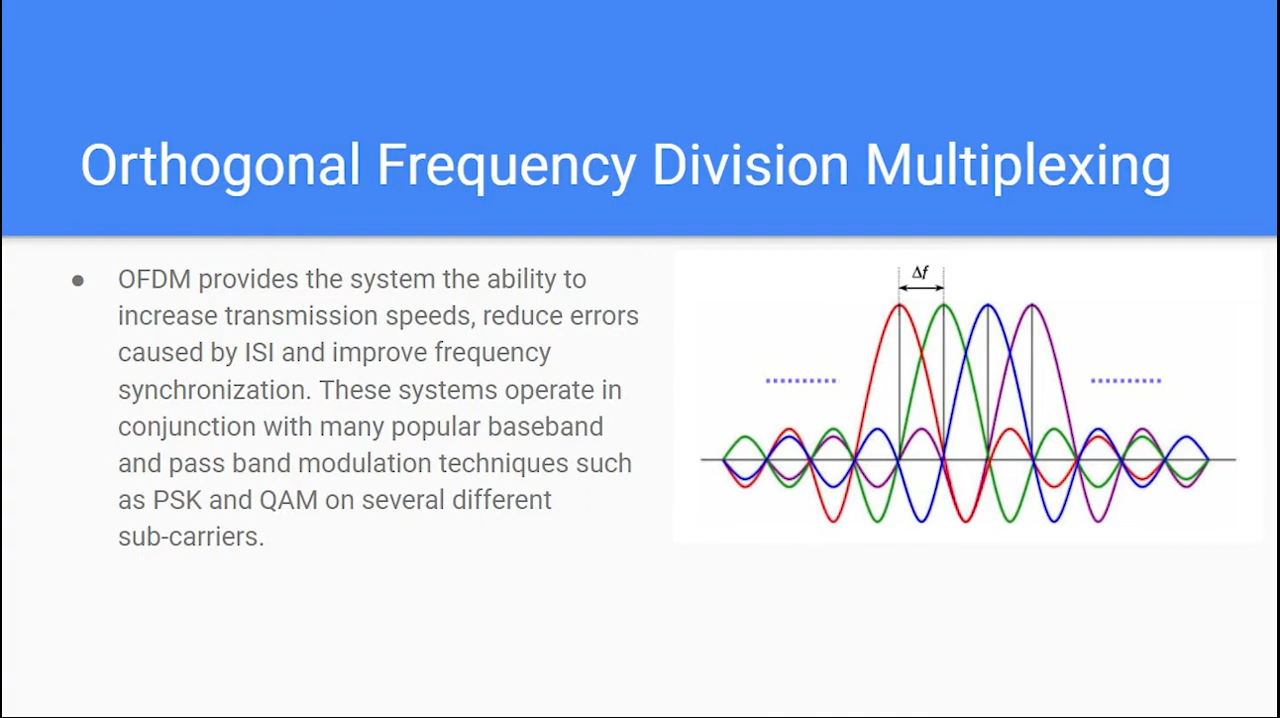 Orthogonal Frequency Division Multiplexing
● OFDM provides the system the ability to
increase transmission speeds, reduce errors
caused by ISI and improve frequency
synchronization. These systems operate in
conjunction with many popular baseband
and pass band modulation techniques such
as PSK and QAM on several different
sub-carriers.
Δf